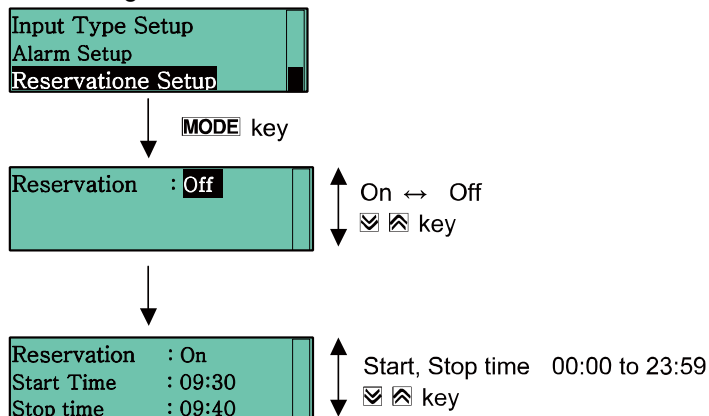 Input Type Setup
Alarm Setup
Reservatione Setup
MODE key
Reservation : Off
On ↔ Off
key
Reservation : On
Start Time : 09:30
Stop time : 09:40
Start, Stop time 00:00 to 23:59
key